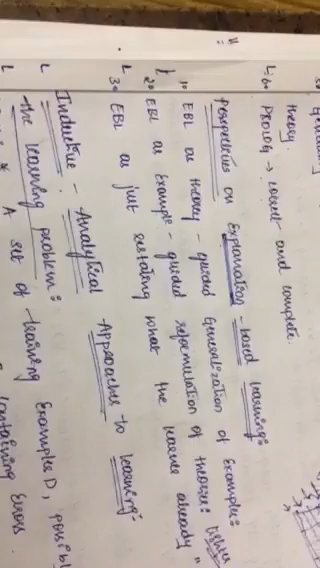 theory.
PROLOG → correct and complete.
Perspectives on Explanation - based learning:
1° EBL as theory - guided Generalization of Examples:
2° EBL as Example - guided reformulation of theories:
3° EBL as just restating what the learner already "
Inductive - Analytical Approaches to learning:
the learning problem:
* A set of training Examples D, possibl
containing Errors.